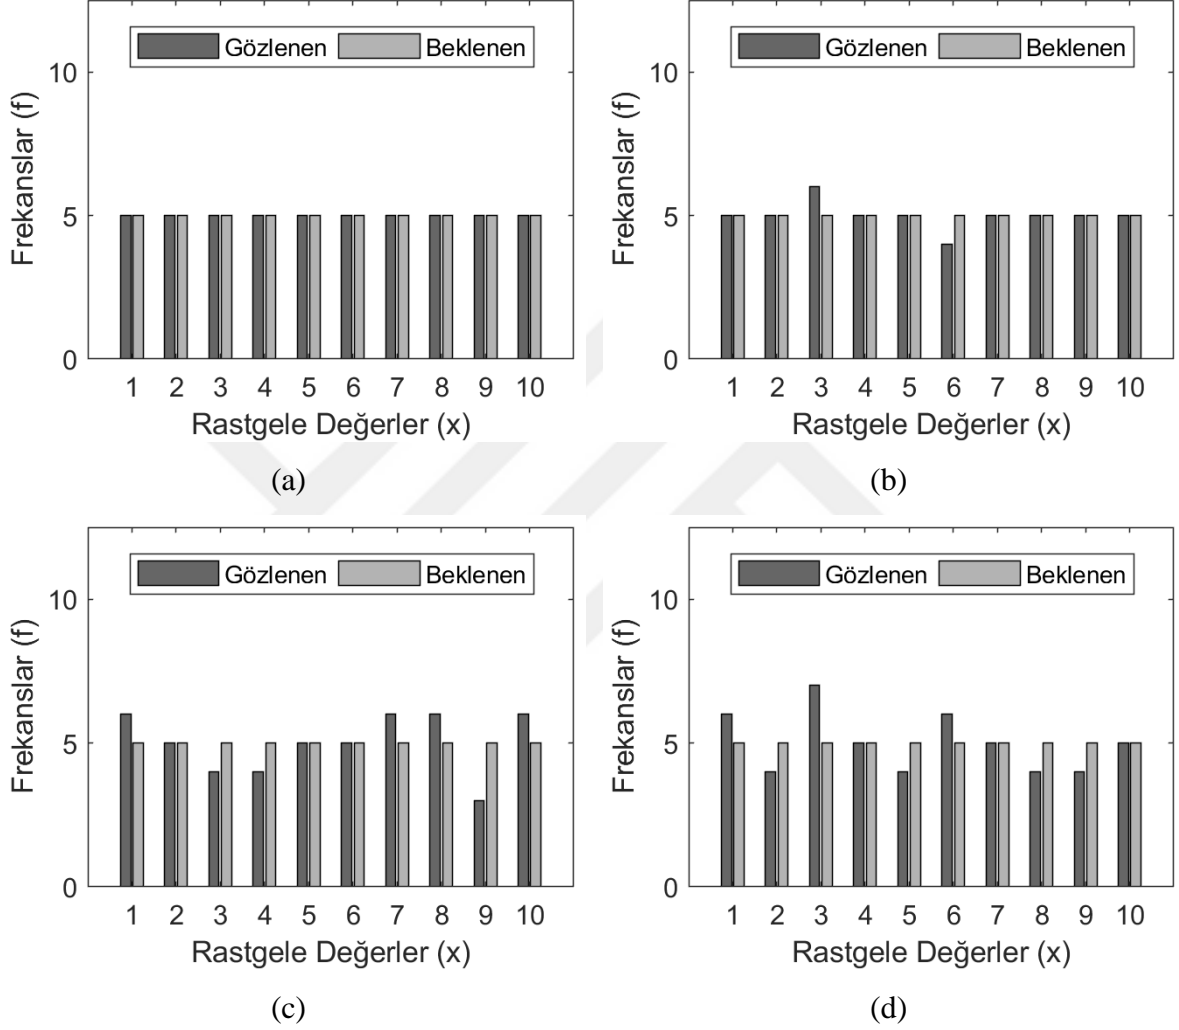 Gözlenen Beklenen
10
5
0
Frekanslar (f)
1 2 3 4 5 6 7 8 9 10
Rastgele Değerler (x)
(a)
Gözlenen Beklenen
10
5
0
Frekanslar (f)
1 2 3 4 5 6 7 8 9 10
Rastgele Değerler (x)
(b)
Gözlenen Beklenen
10
5
0
Frekanslar (f)
1 2 3 4 5 6 7 8 9 10
Rastgele Değerler (x)
(c)
Gözlenen Beklenen
10
5
0
Frekanslar (f)
1 2 3 4 5 6 7 8 9 10
Rastgele Değerler (x)
(d)